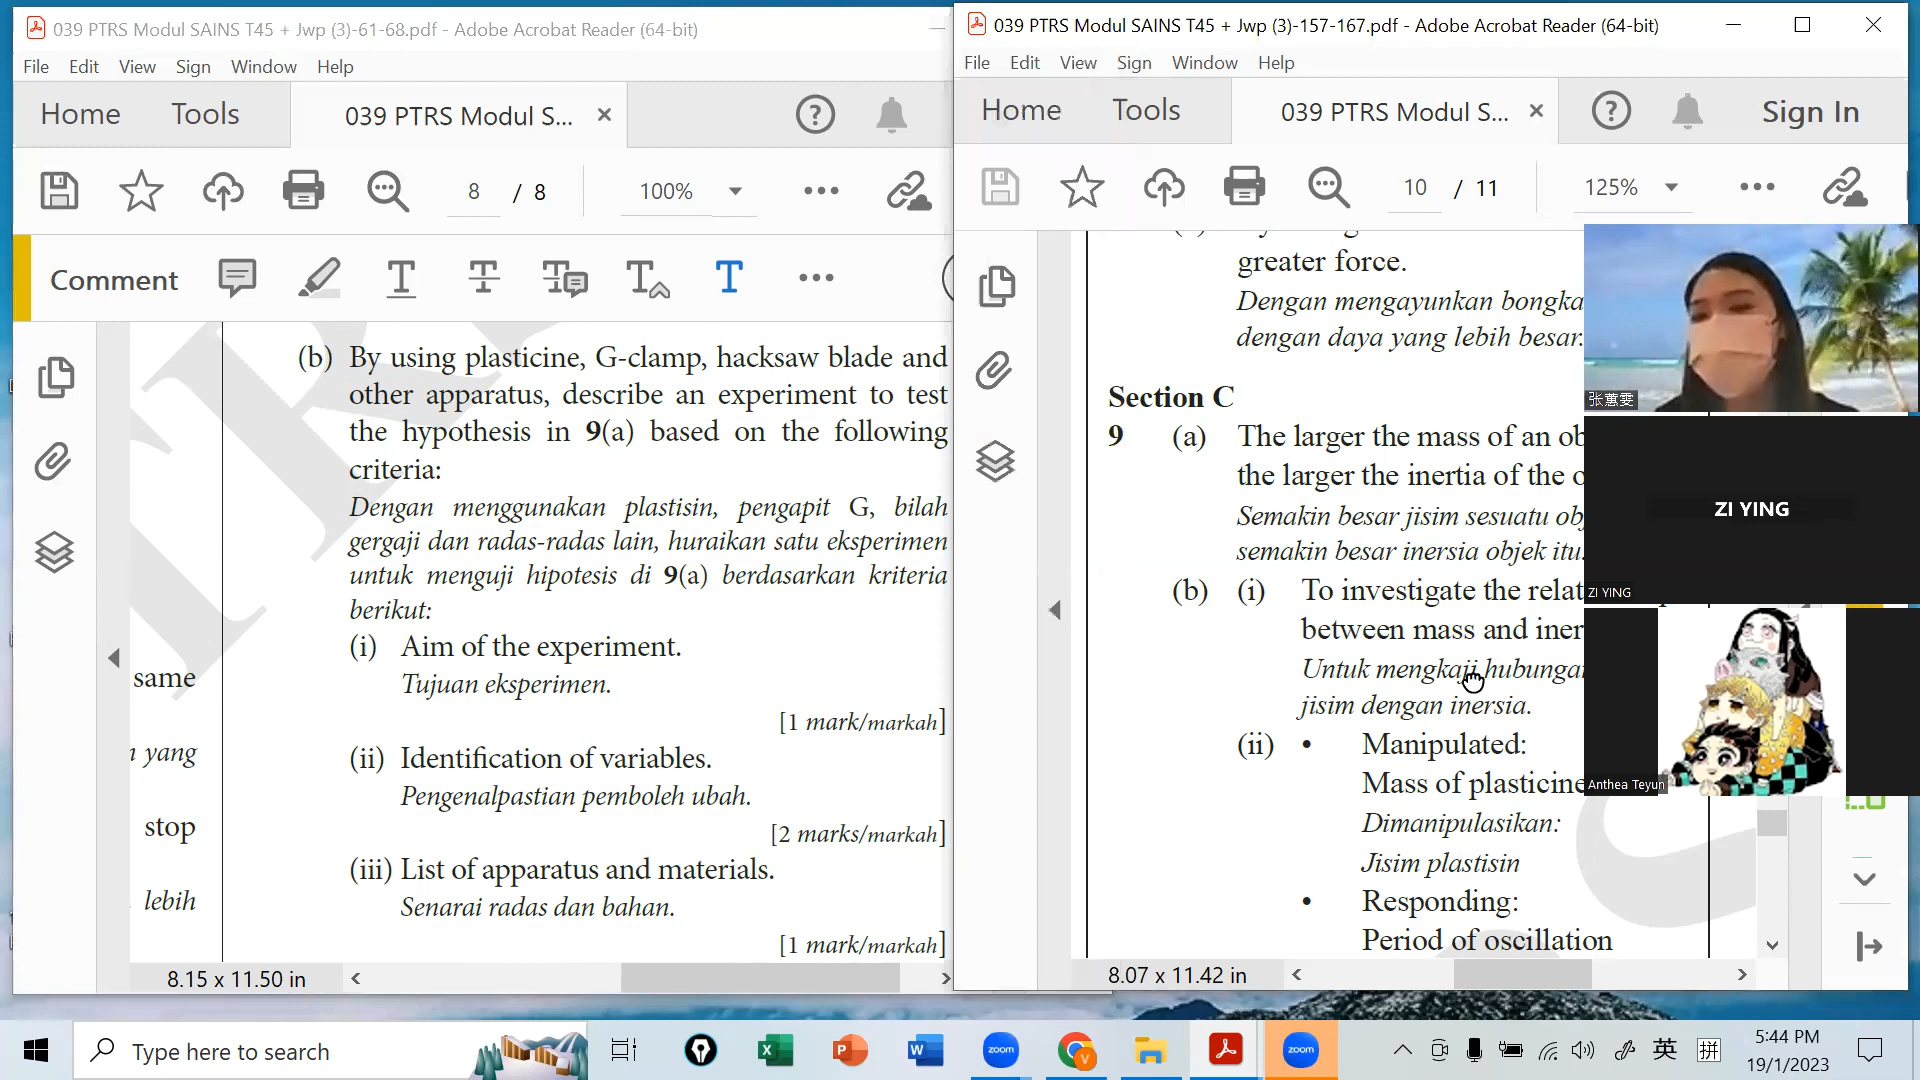 039 PTRS Modul SAINS T45 + Jwp (3)-61-68.pdf - Adobe Acrobat Reader (64-bit)
File Edit View Sign Window Help
Home Tools 039 PTRS Modul S...
8 / 8 100%
Comment
(b) By using plasticine, G-clamp, hacksaw blade and
other apparatus, describe an experiment to test
the hypothesis in 9(a) based on the following
criteria:
Dengan menggunakan plastisin, pengapit G, bilah
gergaji dan radas-radas lain, huraikan satu eksperimen
untuk menguji hipotesis di 9(a) berdasarkan kriteria
berikut:
(i) Aim of the experiment.
Tujuan eksperimen.
[1 mark/markah]
(ii) Identification of variables.
Pengenalpastian pemboleh ubah.
[2 marks/markah]
(iii) List of apparatus and materials.
Senarai radas dan bahan.
[1 mark/markah]
same
yang
stop
lebih
8.15 x 11.50 in
039 PTRS Modul SAINS T45 + Jwp (3)-157-167.pdf - Adobe Acrobat Reader (64-bit)
File Edit View Sign Window Help
Home Tools 039 PTRS Modul S... Sign In
10 / 11 125%
greater force.
Dengan mengayunkan bongka
dengan daya yang lebih besar.
Section C
9 (a) The larger the mass of an ob
the larger the inertia of the o
Semakin besar jisim sesuatu ob
semakin besar inersia objek itu.
(b) (i) To investigate the relat
between mass and iner
Untuk mengkaji hubungan
jisim dengan inersia.
(ii) • Manipulated:
Mass of plasticine
Dimanipulasikan:
Jisim plastisin
• Responding:
Period of oscillation
8.07 x 11.42 in
张蕙雯
ZI YING
ZI YING
Anthea Teyun
Type here to search
zoom
zoom
英
拼
5:44 PM
19/1/2023